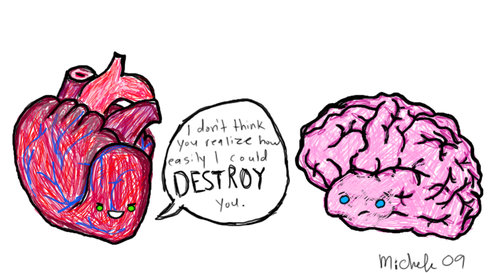 I don't think
you realize how
easily I could
DESTROY
you.
Michele 09